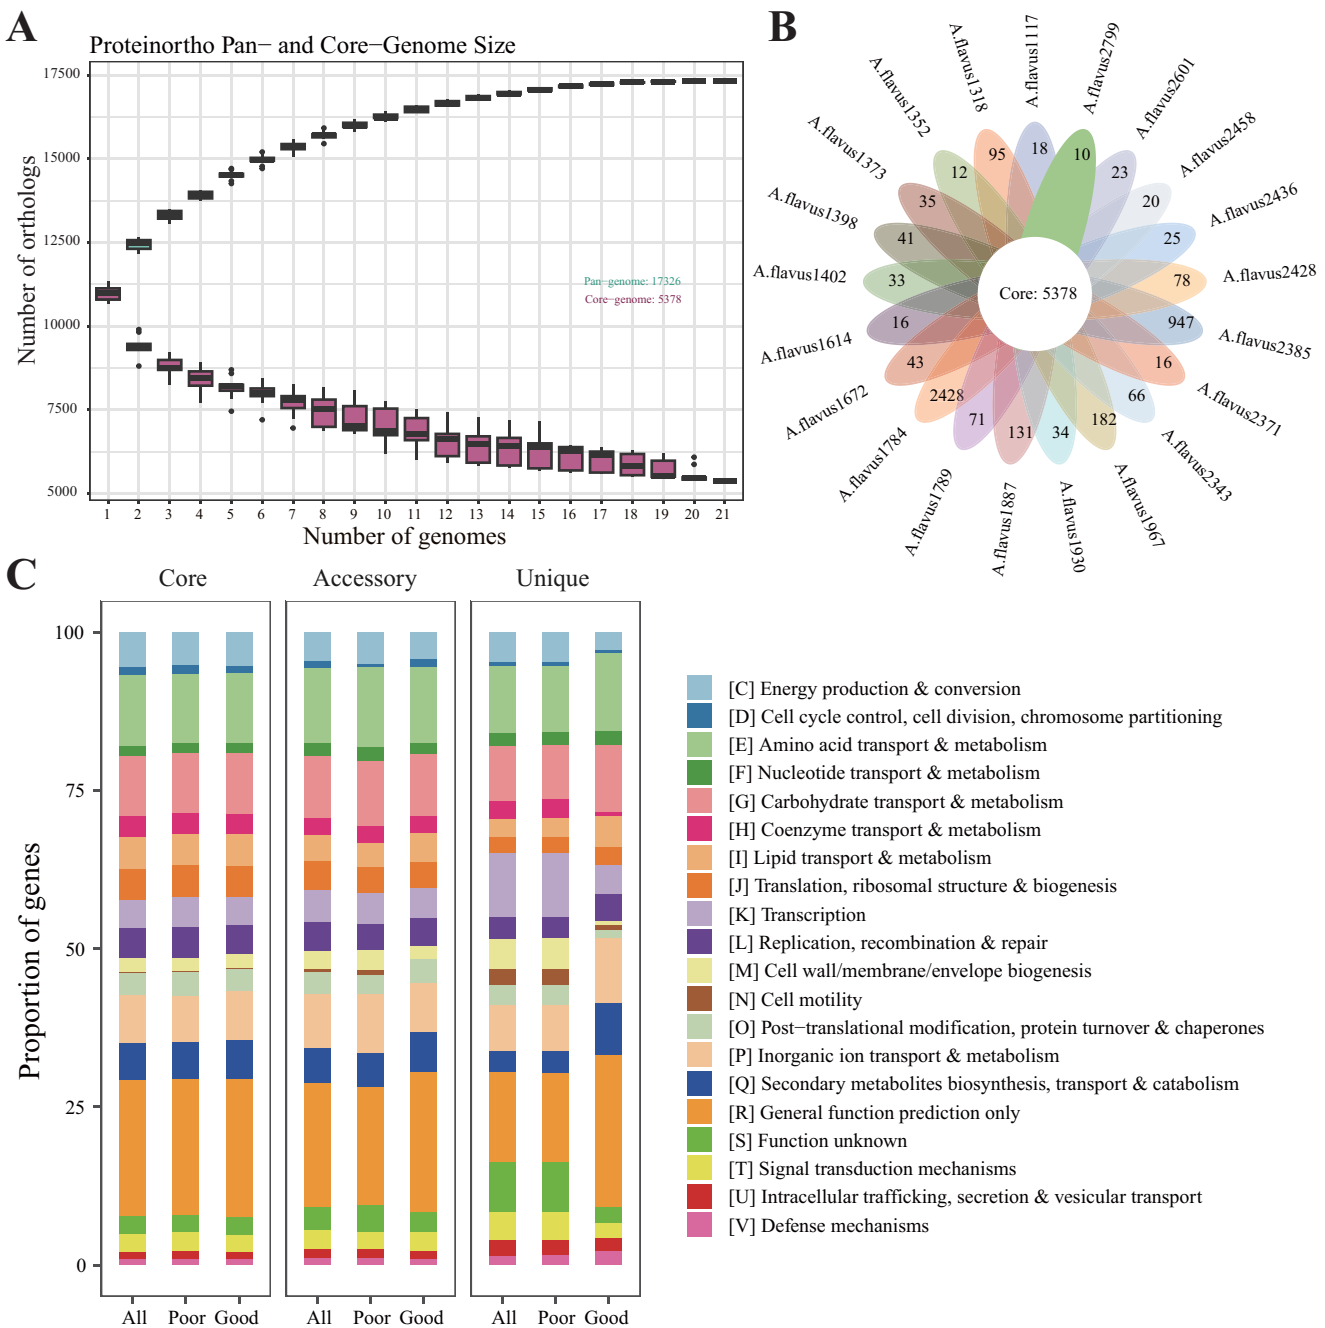 A
Proteinortho Pan− and Core−Genome Size
Number of orthologs
17500
15000
12500
10000
7500
5000
Pan−genome: 17326
Core−genome: 5378
1 2 3 4 5 6 7 8 9 10 11 12 13 14 15 16 17 18 19 20 21
Number of genomes
B
A.flavus1117
A.flavus2799
A.flavus2601
A.flavus2458
A.flavus2436
A.flavus2428
A.flavus2385
A.flavus2371
A.flavus2343
A.flavus1967
A.flavus1930
A.flavus1887
A.flavus1789
A.flavus1784
A.flavus1672
A.flavus1614
A.flavus1402
A.flavus1398
A.flavus1373
A.flavus1352
A.flavus1318
18
10
23
20
25
78
947
16
66
182
34
131
71
2428
43
16
33
41
35
12
95
Core: 5378
C
Core
Accessory
Unique
Proportion of genes
100
75
50
25
0
All Poor Good
All Poor Good
All Poor Good
[C] Energy production & conversion
[D] Cell cycle control, cell division, chromosome partitioning
[E] Amino acid transport & metabolism
[F] Nucleotide transport & metabolism
[G] Carbohydrate transport & metabolism
[H] Coenzyme transport & metabolism
[I] Lipid transport & metabolism
[J] Translation, ribosomal structure & biogenesis
[K] Transcription
[L] Replication, recombination & repair
[M] Cell wall/membrane/envelope biogenesis
[N] Cell motility
[O] Post−translational modification, protein turnover & chaperones
[P] Inorganic ion transport & metabolism
[Q] Secondary metabolites biosynthesis, transport & catabolism
[R] General function prediction only
[S] Function unknown
[T] Signal transduction mechanisms
[U] Intracellular trafficking, secretion & vesicular transport
[V] Defense mechanisms